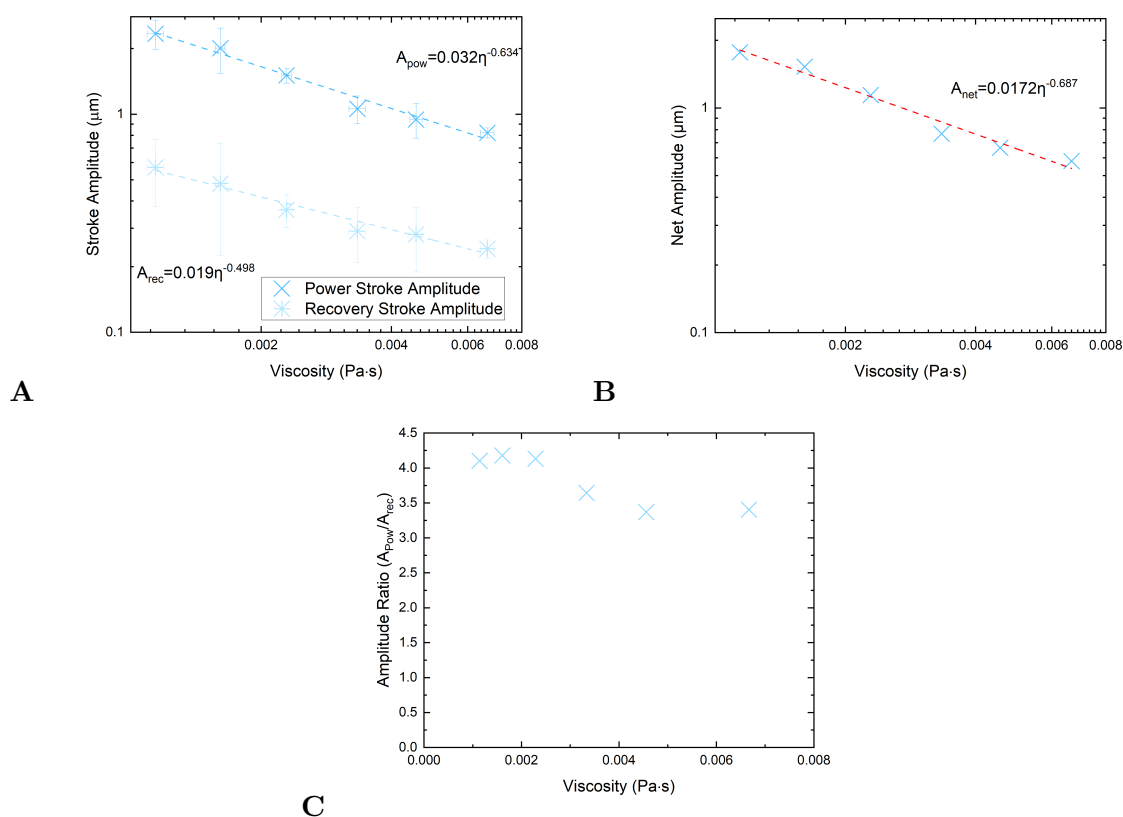 A_pow=0.032η^-0.634
1
0.1
Stroke Amplitude (μm)
A_rec=0.019η^-0.498
Power Stroke Amplitude
Recovery Stroke Amplitude
0.002 0.004 0.006 0.008
Viscosity (Pa·s)
A
A_net=0.0172η^-0.687
1
0.1
Net Amplitude (μm)
0.002 0.004 0.006 0.008
Viscosity (Pa·s)
B
4.5
4.0
3.5
3.0
2.5
2.0
1.5
1.0
0.5
0.0
Amplitude Ratio (A_Pow/A_rec)
0.000 0.002 0.004 0.006 0.008
Viscosity (Pa·s)
C